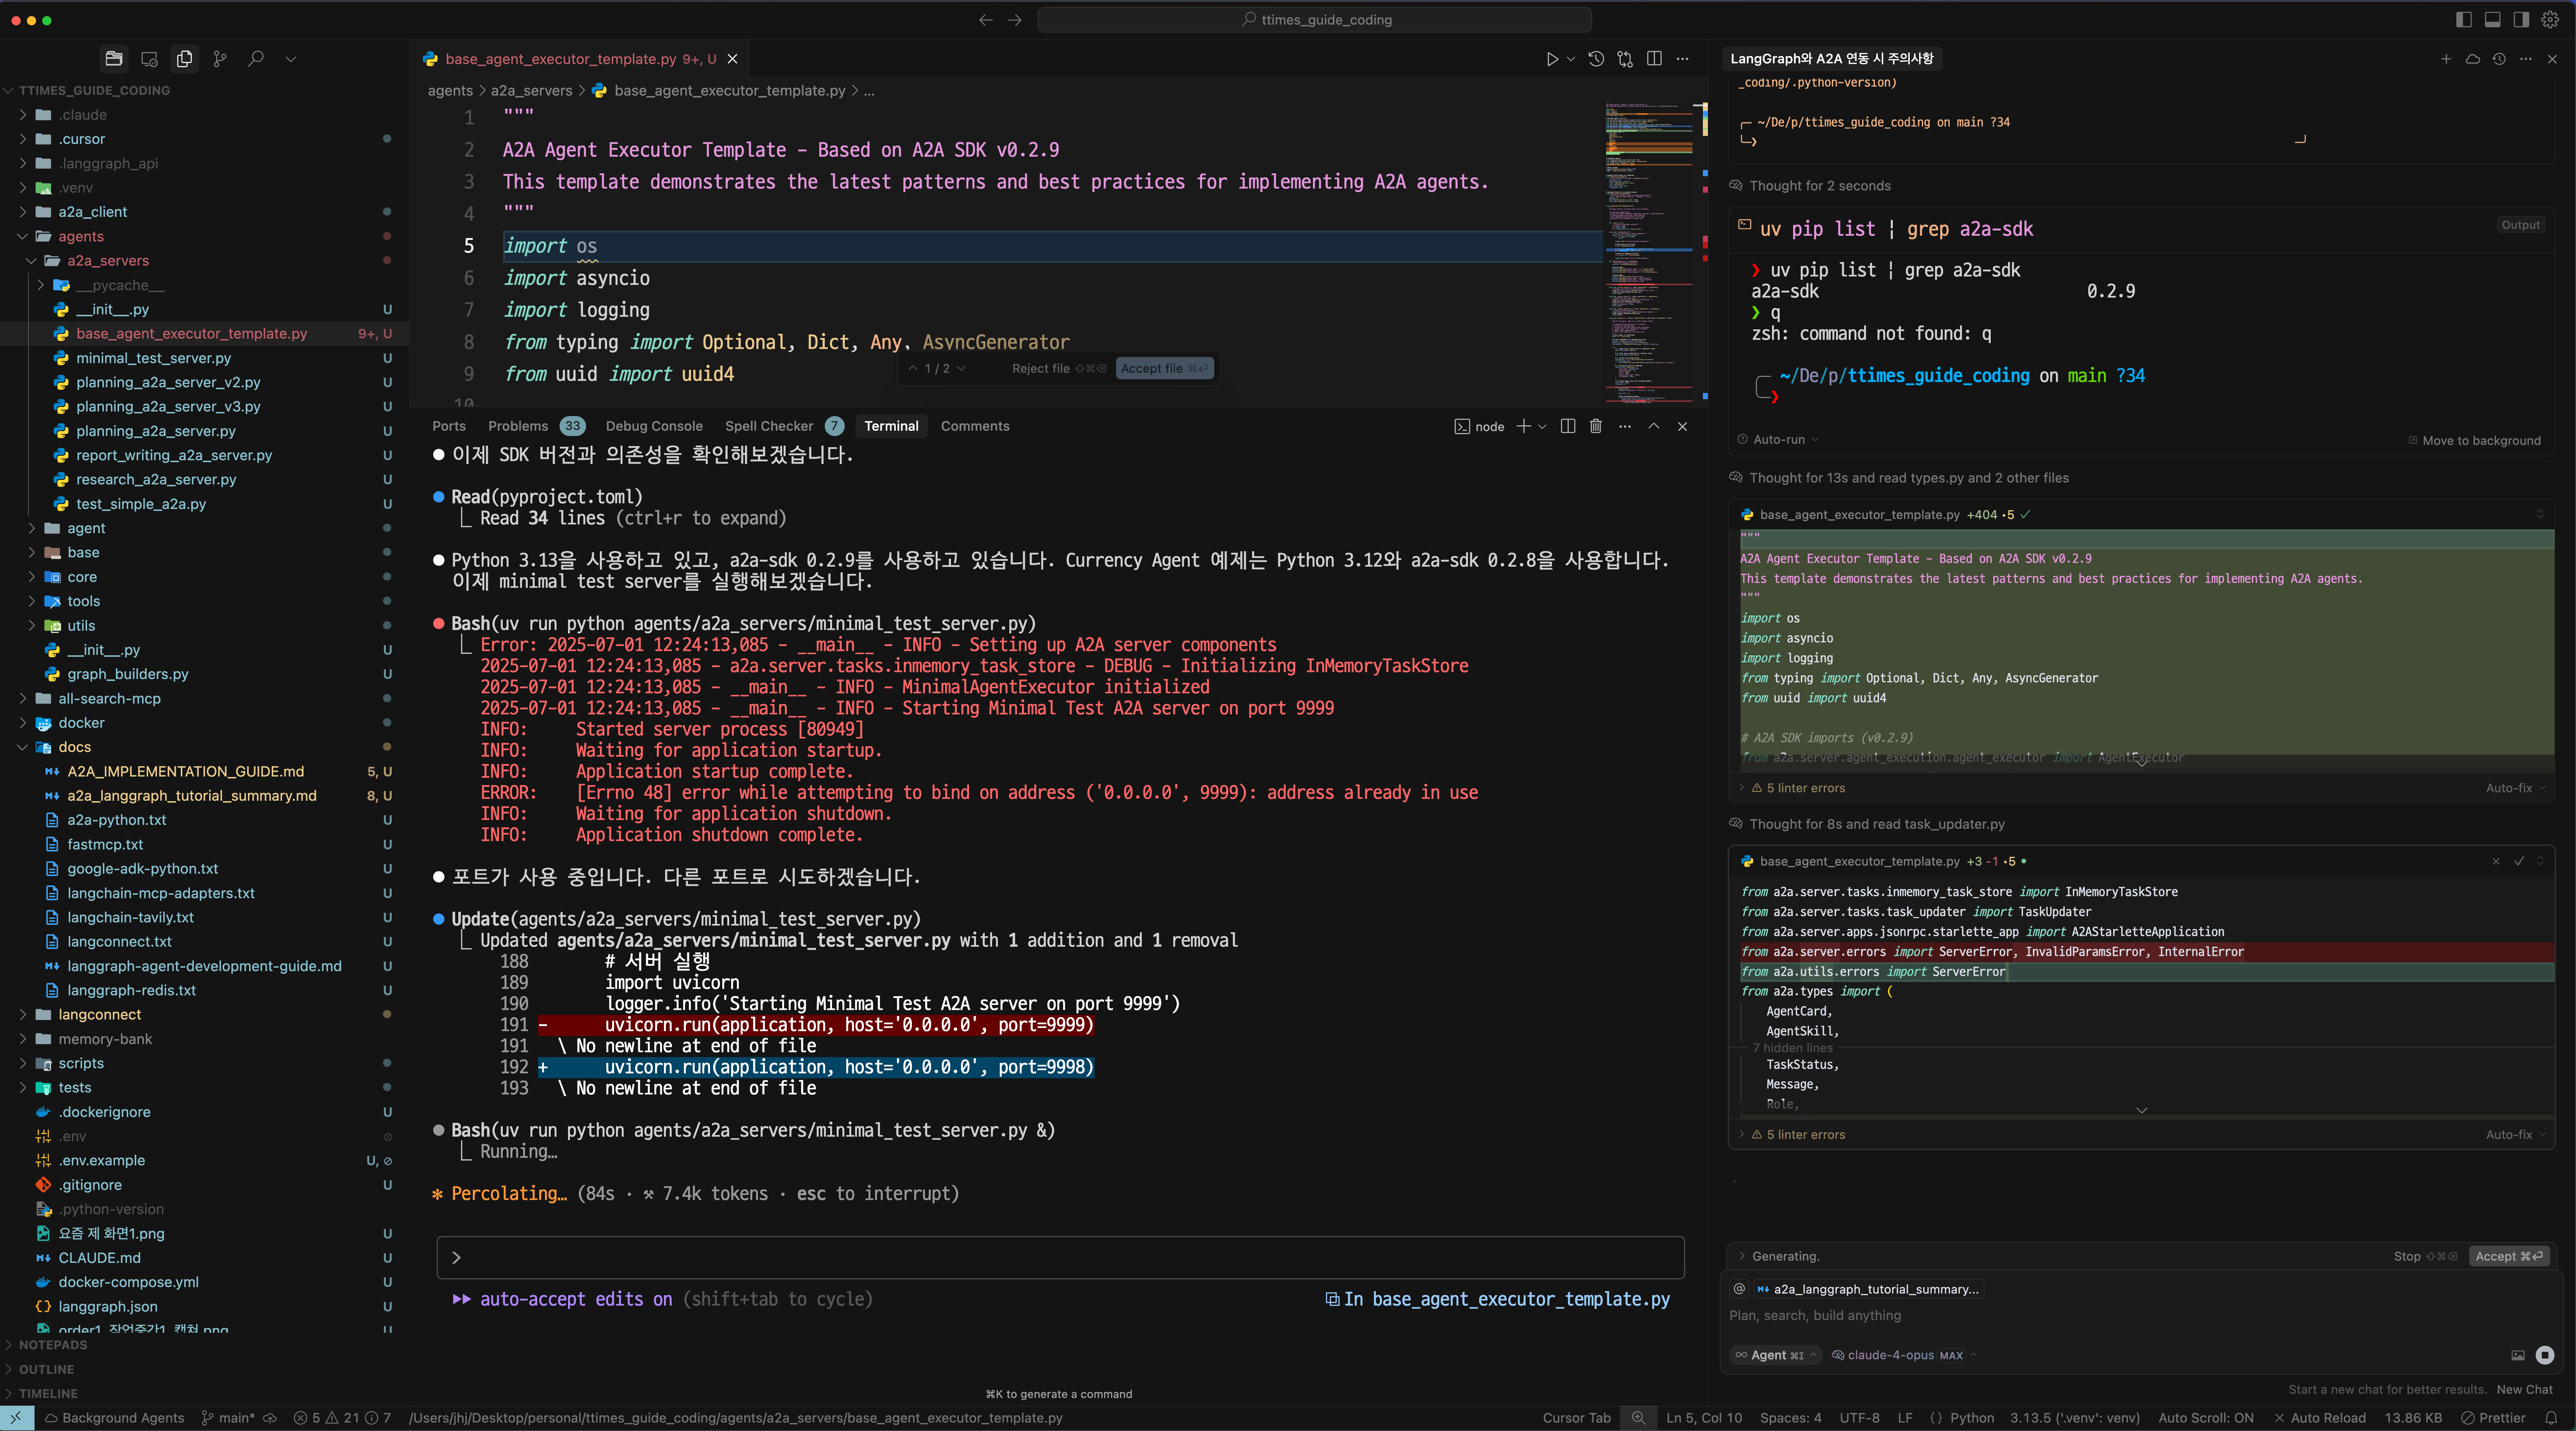 ttimes_guide_coding
TTIMES_GUIDE_CODING
.claude
.cursor
.langgraph_api
.venv
a2a_client
agents
a2a_servers
__pycache__
__init__.py U
base_agent_executor_template.py 9+, U
minimal_test_server.py U
planning_a2a_server_v2.py U
planning_a2a_server_v3.py U
planning_a2a_server.py U
report_writing_a2a_server.py U
research_a2a_server.py U
test_simple_a2a.py U
agent
base
core
tools
utils
__init__.py U
graph_builders.py U
all-search-mcp
docker
docs
A2A_IMPLEMENTATION_GUIDE.md 5, U
a2a_langgraph_tutorial_summary.md 8, U
a2a-python.txt U
fastmcp.txt U
google-adk-python.txt U
langchain-mcp-adapters.txt U
langchain-tavily.txt U
langconnect.txt U
langgraph-agent-development-guide.md U
langgraph-redis.txt U
langconnect
memory-bank
scripts
tests
.dockerignore U
.env
.env.example U,
.gitignore U
.python-version
요즘 제 화면1.png U
CLAUDE.md U
docker-compose.yml U
langgraph.json U
order1_작업중간1_캡쳐.png U
NOTEPADS
OUTLINE
TIMELINE
base_agent_executor_template.py 9+, U
agents > a2a_servers > base_agent_executor_template.py > ...
1 """
2 A2A Agent Executor Template - Based on A2A SDK v0.2.9
3 This template demonstrates the latest patterns and best practices for implementing A2A agents.
4 """
5 import os
6 import asyncio
7 import logging
8 from typing import Optional, Dict, Any, AsyncGenerator
9 from uuid import uuid4
10
1 / 2 Reject file ⇧⌘⌫ Accept file ⌘⏎
Ports Problems 33 Debug Console Spell Checker 7 Terminal Comments
node
● 이제 SDK 버전과 의존성을 확인해보겠습니다.
● Read(pyproject.toml)
⎿ Read 34 lines (ctrl+r to expand)
● Python 3.13을 사용하고 있고, a2a-sdk 0.2.9를 사용하고 있습니다. Currency Agent 예제는 Python 3.12와 a2a-sdk 0.2.8을 사용합니다.
이제 minimal test server를 실행해보겠습니다.
● Bash(uv run python agents/a2a_servers/minimal_test_server.py)
⎿ Error: 2025-07-01 12:24:13,085 - __main__ - INFO - Setting up A2A server components
2025-07-01 12:24:13,085 - a2a.server.tasks.inmemory_task_store - DEBUG - Initializing InMemoryTaskStore
2025-07-01 12:24:13,085 - __main__ - INFO - MinimalAgentExecutor initialized
2025-07-01 12:24:13,085 - __main__ - INFO - Starting Minimal Test A2A server on port 9999
INFO: Started server process [80949]
INFO: Waiting for application startup.
INFO: Application startup complete.
ERROR: [Errno 48] error while attempting to bind on address ('0.0.0.0', 9999): address already in use
INFO: Waiting for application shutdown.
INFO: Application shutdown complete.
● 포트가 사용 중입니다. 다른 포트로 시도하겠습니다.
● Update(agents/a2a_servers/minimal_test_server.py)
⎿ Updated agents/a2a_servers/minimal_test_server.py with 1 addition and 1 removal
188 # 서버 실행
189 import uvicorn
190 logger.info('Starting Minimal Test A2A server on port 9999')
191 - uvicorn.run(application, host='0.0.0.0', port=9999)
191 \ No newline at end of file
192 + uvicorn.run(application, host='0.0.0.0', port=9998)
193 \ No newline at end of file
● Bash(uv run python agents/a2a_servers/minimal_test_server.py &)
⎿ Running…
✻ Percolating… (84s · ⚒ 7.4k tokens · esc to interrupt)
>
▶▶ auto-accept edits on (shift+tab to cycle) In base_agent_executor_template.py
⌘K to generate a command
LangGraph와 A2A 연동 시 주의사항
_coding/.python-version)
~/De/p/ttimes_guide_coding on main ?34
❯
Thought for 2 seconds
uv pip list | grep a2a-sdk Output
❯ uv pip list | grep a2a-sdk
a2a-sdk 0.2.9
❯ q
zsh: command not found: q
~/De/p/ttimes_guide_coding on main ?34
❯
Auto-run Move to background
Thought for 13s and read types.py and 2 other files
base_agent_executor_template.py +404 •5 ✓
"""
A2A Agent Executor Template - Based on A2A SDK v0.2.9
This template demonstrates the latest patterns and best practices for implementing A2A agents.
"""
import os
import asyncio
import logging
from typing import Optional, Dict, Any, AsyncGenerator
from uuid import uuid4
# A2A SDK imports (v0.2.9)
from a2a.server.agent_execution.agent_executor import AgentExecutor
5 linter errors Auto-fix
Thought for 8s and read task_updater.py
base_agent_executor_template.py +3 -1 •5 •
from a2a.server.tasks.inmemory_task_store import InMemoryTaskStore
from a2a.server.tasks.task_updater import TaskUpdater
from a2a.server.apps.jsonrpc.starlette_app import A2AStarletteApplication
from a2a.server.errors import ServerError, InvalidParamsError, InternalError
from a2a.utils.errors import ServerError
from a2a.types import (
AgentCard,
AgentSkill,
7 hidden lines
TaskStatus,
Message,
Role,
5 linter errors Auto-fix
Generating. Stop ⇧⌘⌫ Accept ⌘⏎
@ a2a_langgraph_tutorial_summary...
Plan, search, build anything
∞ Agent ⌘I claude-4-opus MAX
Start a new chat for better results. New Chat
Background Agents main* 5 21 7 /Users/jhj/Desktop/personal/ttimes_guide_coding/agents/a2a_servers/base_agent_executor_template.py Cursor Tab Ln 5, Col 10 Spaces: 4 UTF-8 LF {} Python 3.13.5 ('.venv': venv) Auto Scroll: ON Auto Reload 13.86 KB Prettier